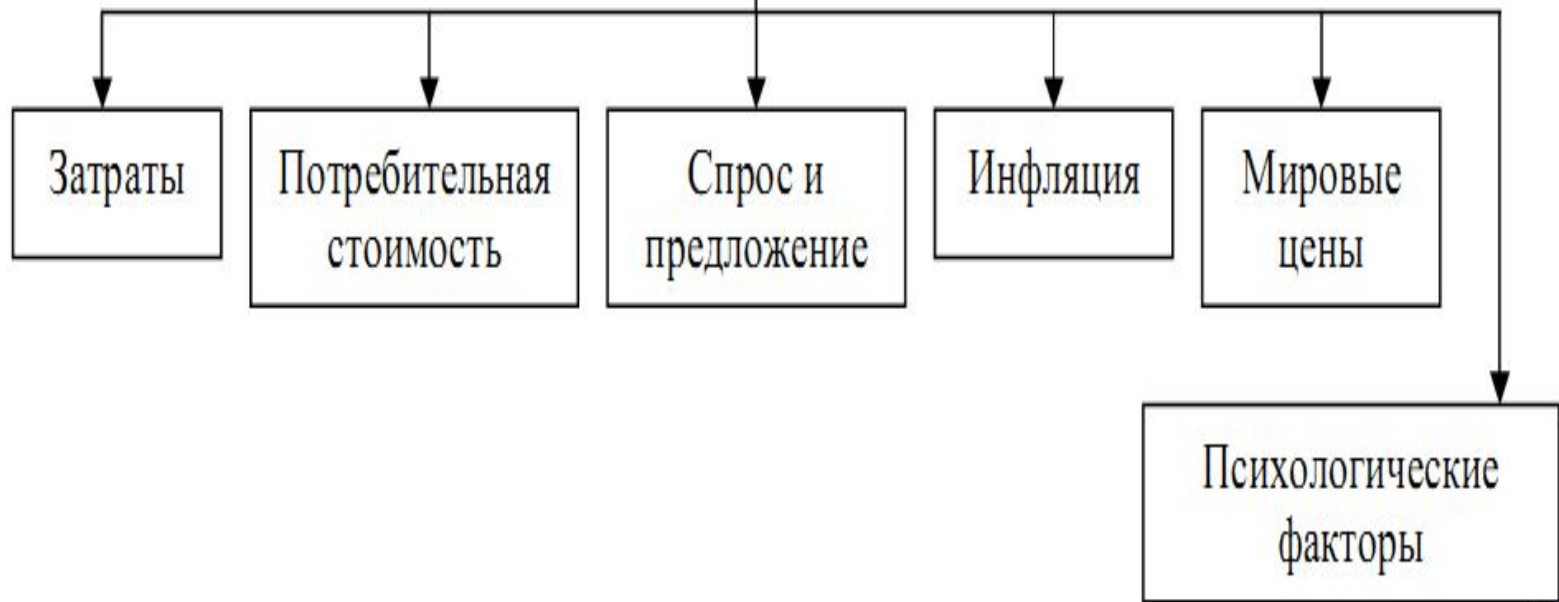 Затраты
Потребительная
стоимость
Спрос и
предложение
Инфляция
Мировые
цены
Психологические
факторы